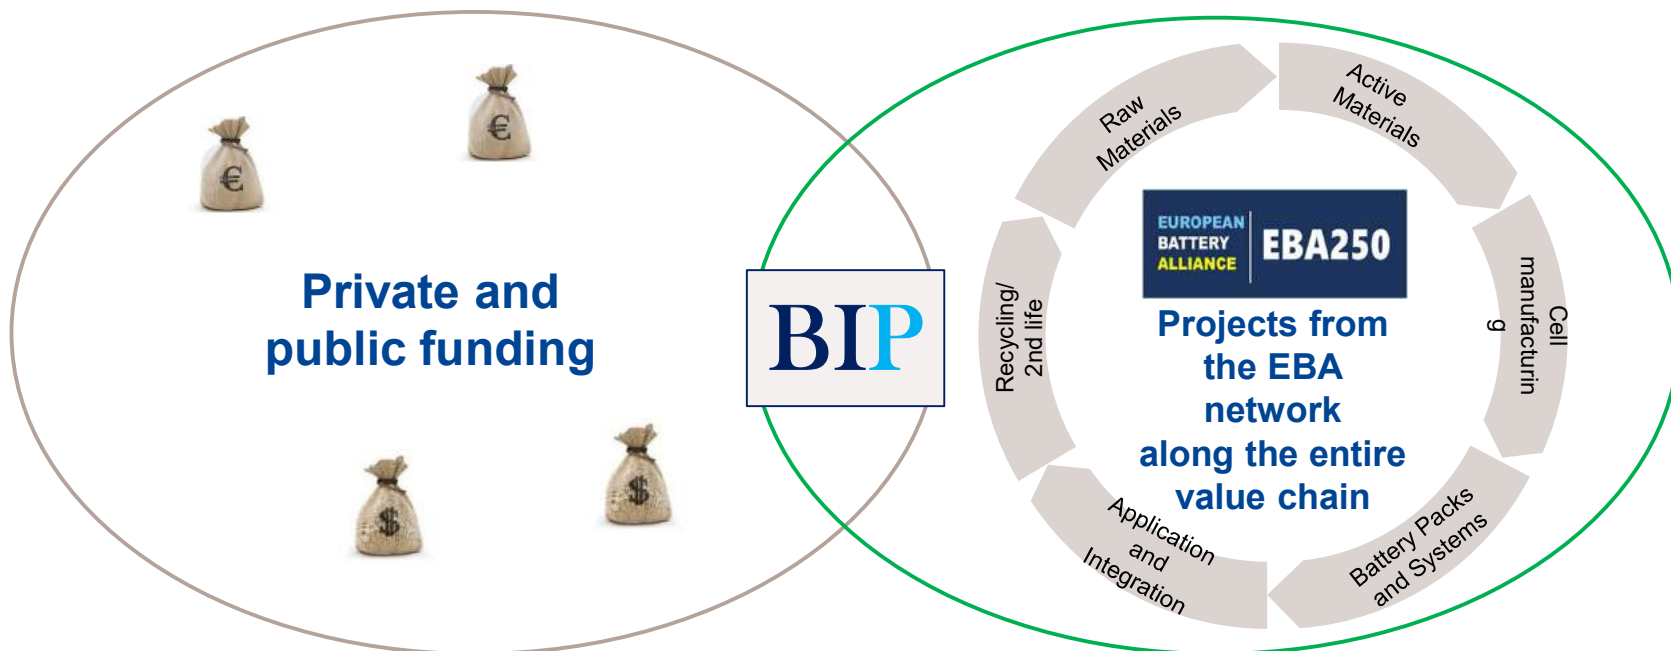 €
€
Private and
public funding
$
$
BIP
Raw
Materials
Active
Materials
Cell
manufacturin
g
Battery Packs
and Systems
Application
and
Integration
Recycling/
2nd life
EUROPEAN
BATTERY
ALLIANCE
EBA250
Projects from
the EBA
network
along the entire
value chain